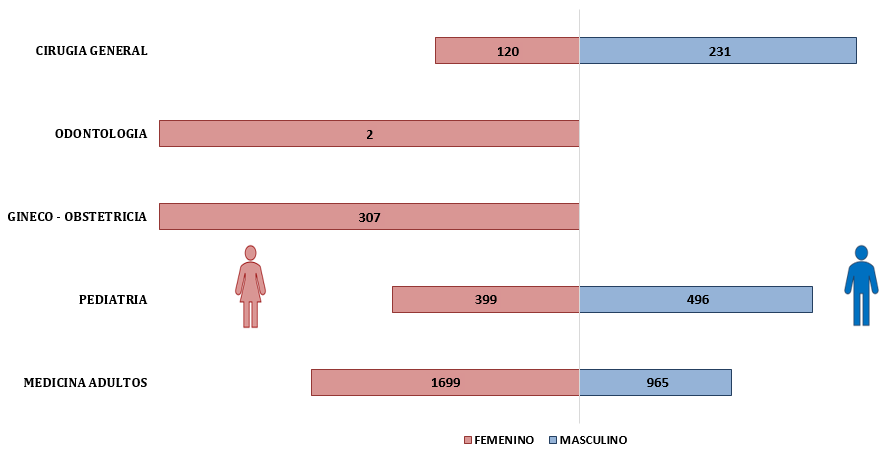 CIRUGIA GENERAL 120 231
ODONTOLOGIA 2
GINECO - OBSTETRICIA 307
PEDIATRIA 399 496
MEDICINA ADULTOS 1699 965
FEMENINO MASCULINO